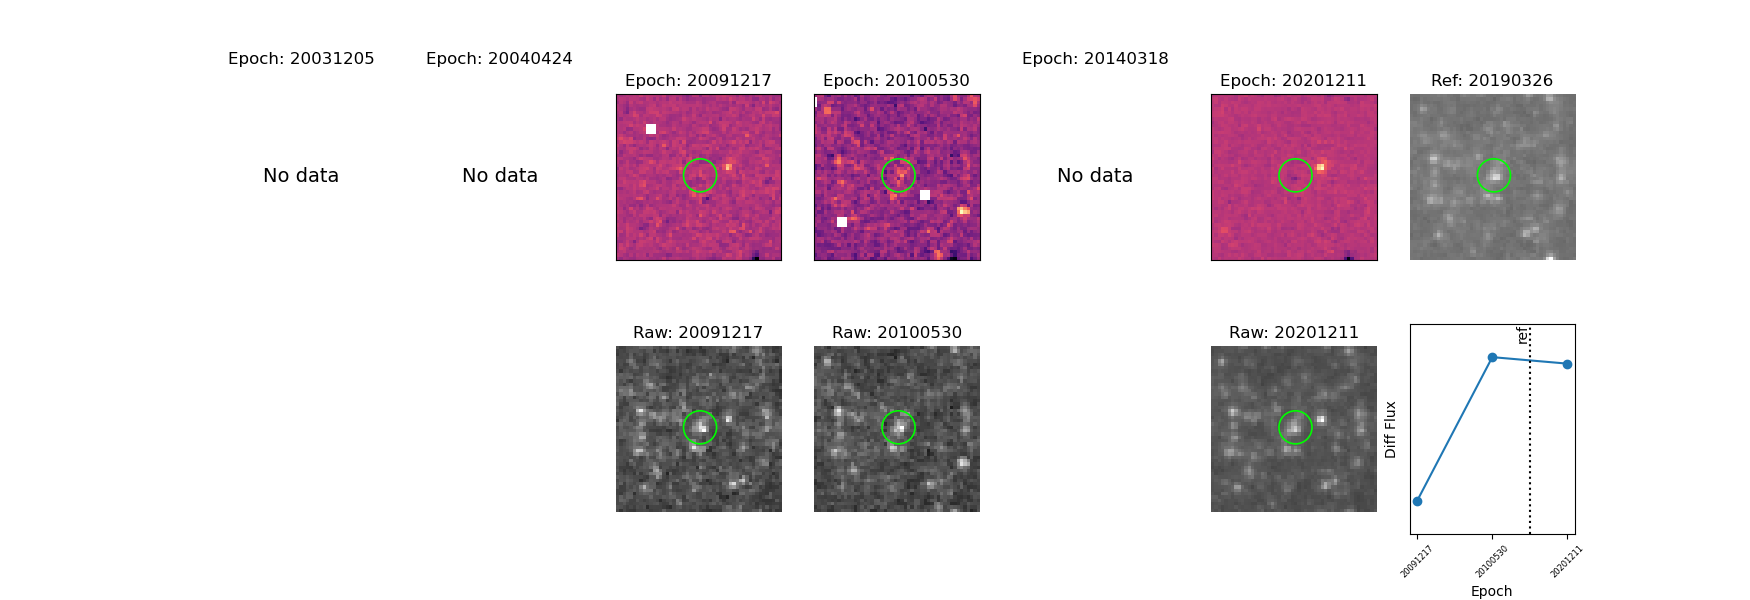 Epoch: 20031205
Epoch: 20040424
Epoch: 20140318
Epoch: 20091217
Epoch: 20100530
Epoch: 20201211
Ref: 20190326
No data
No data
No data
Raw: 20091217
Raw: 20100530
Raw: 20201211
ref
Diff Flux
20091217
20100530
20201211
Epoch